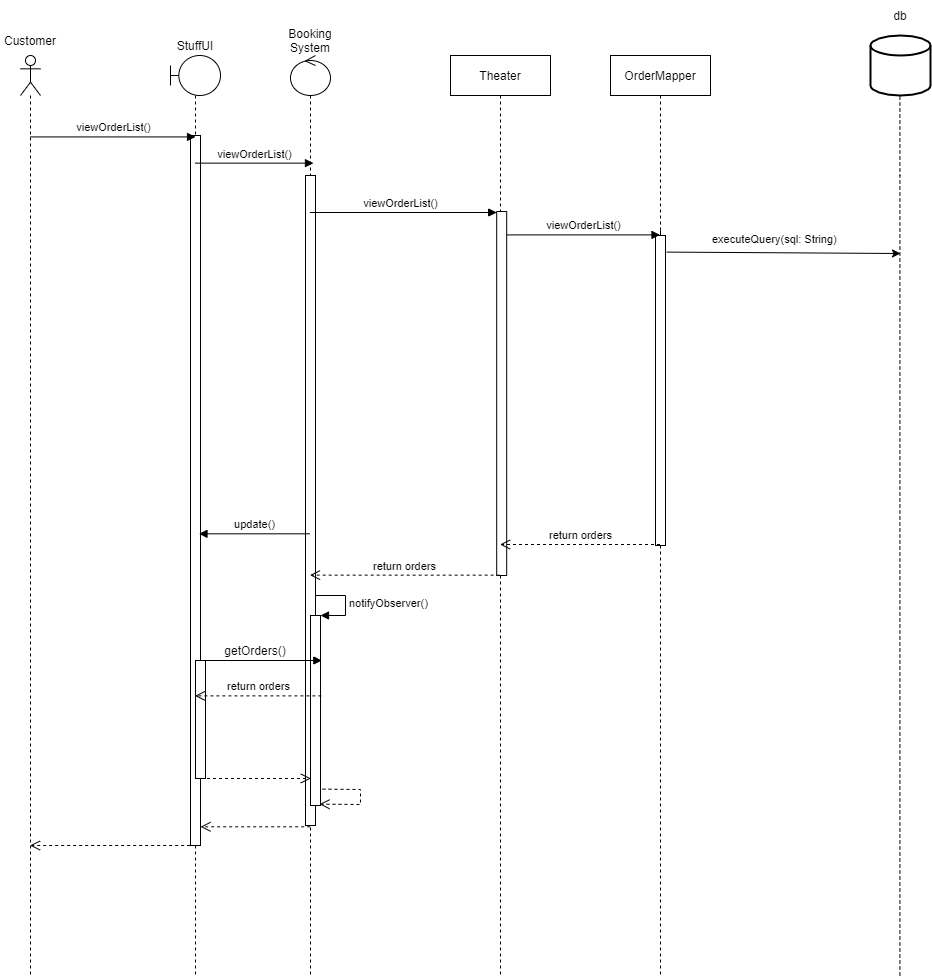 db
Customer
StuffUI
Booking
System
Theater
OrderMapper
viewOrderList()
viewOrderList()
viewOrderList()
viewOrderList()
executeQuery(sql: String)
update()
return orders
return orders
notifyObserver()
getOrders()
return orders